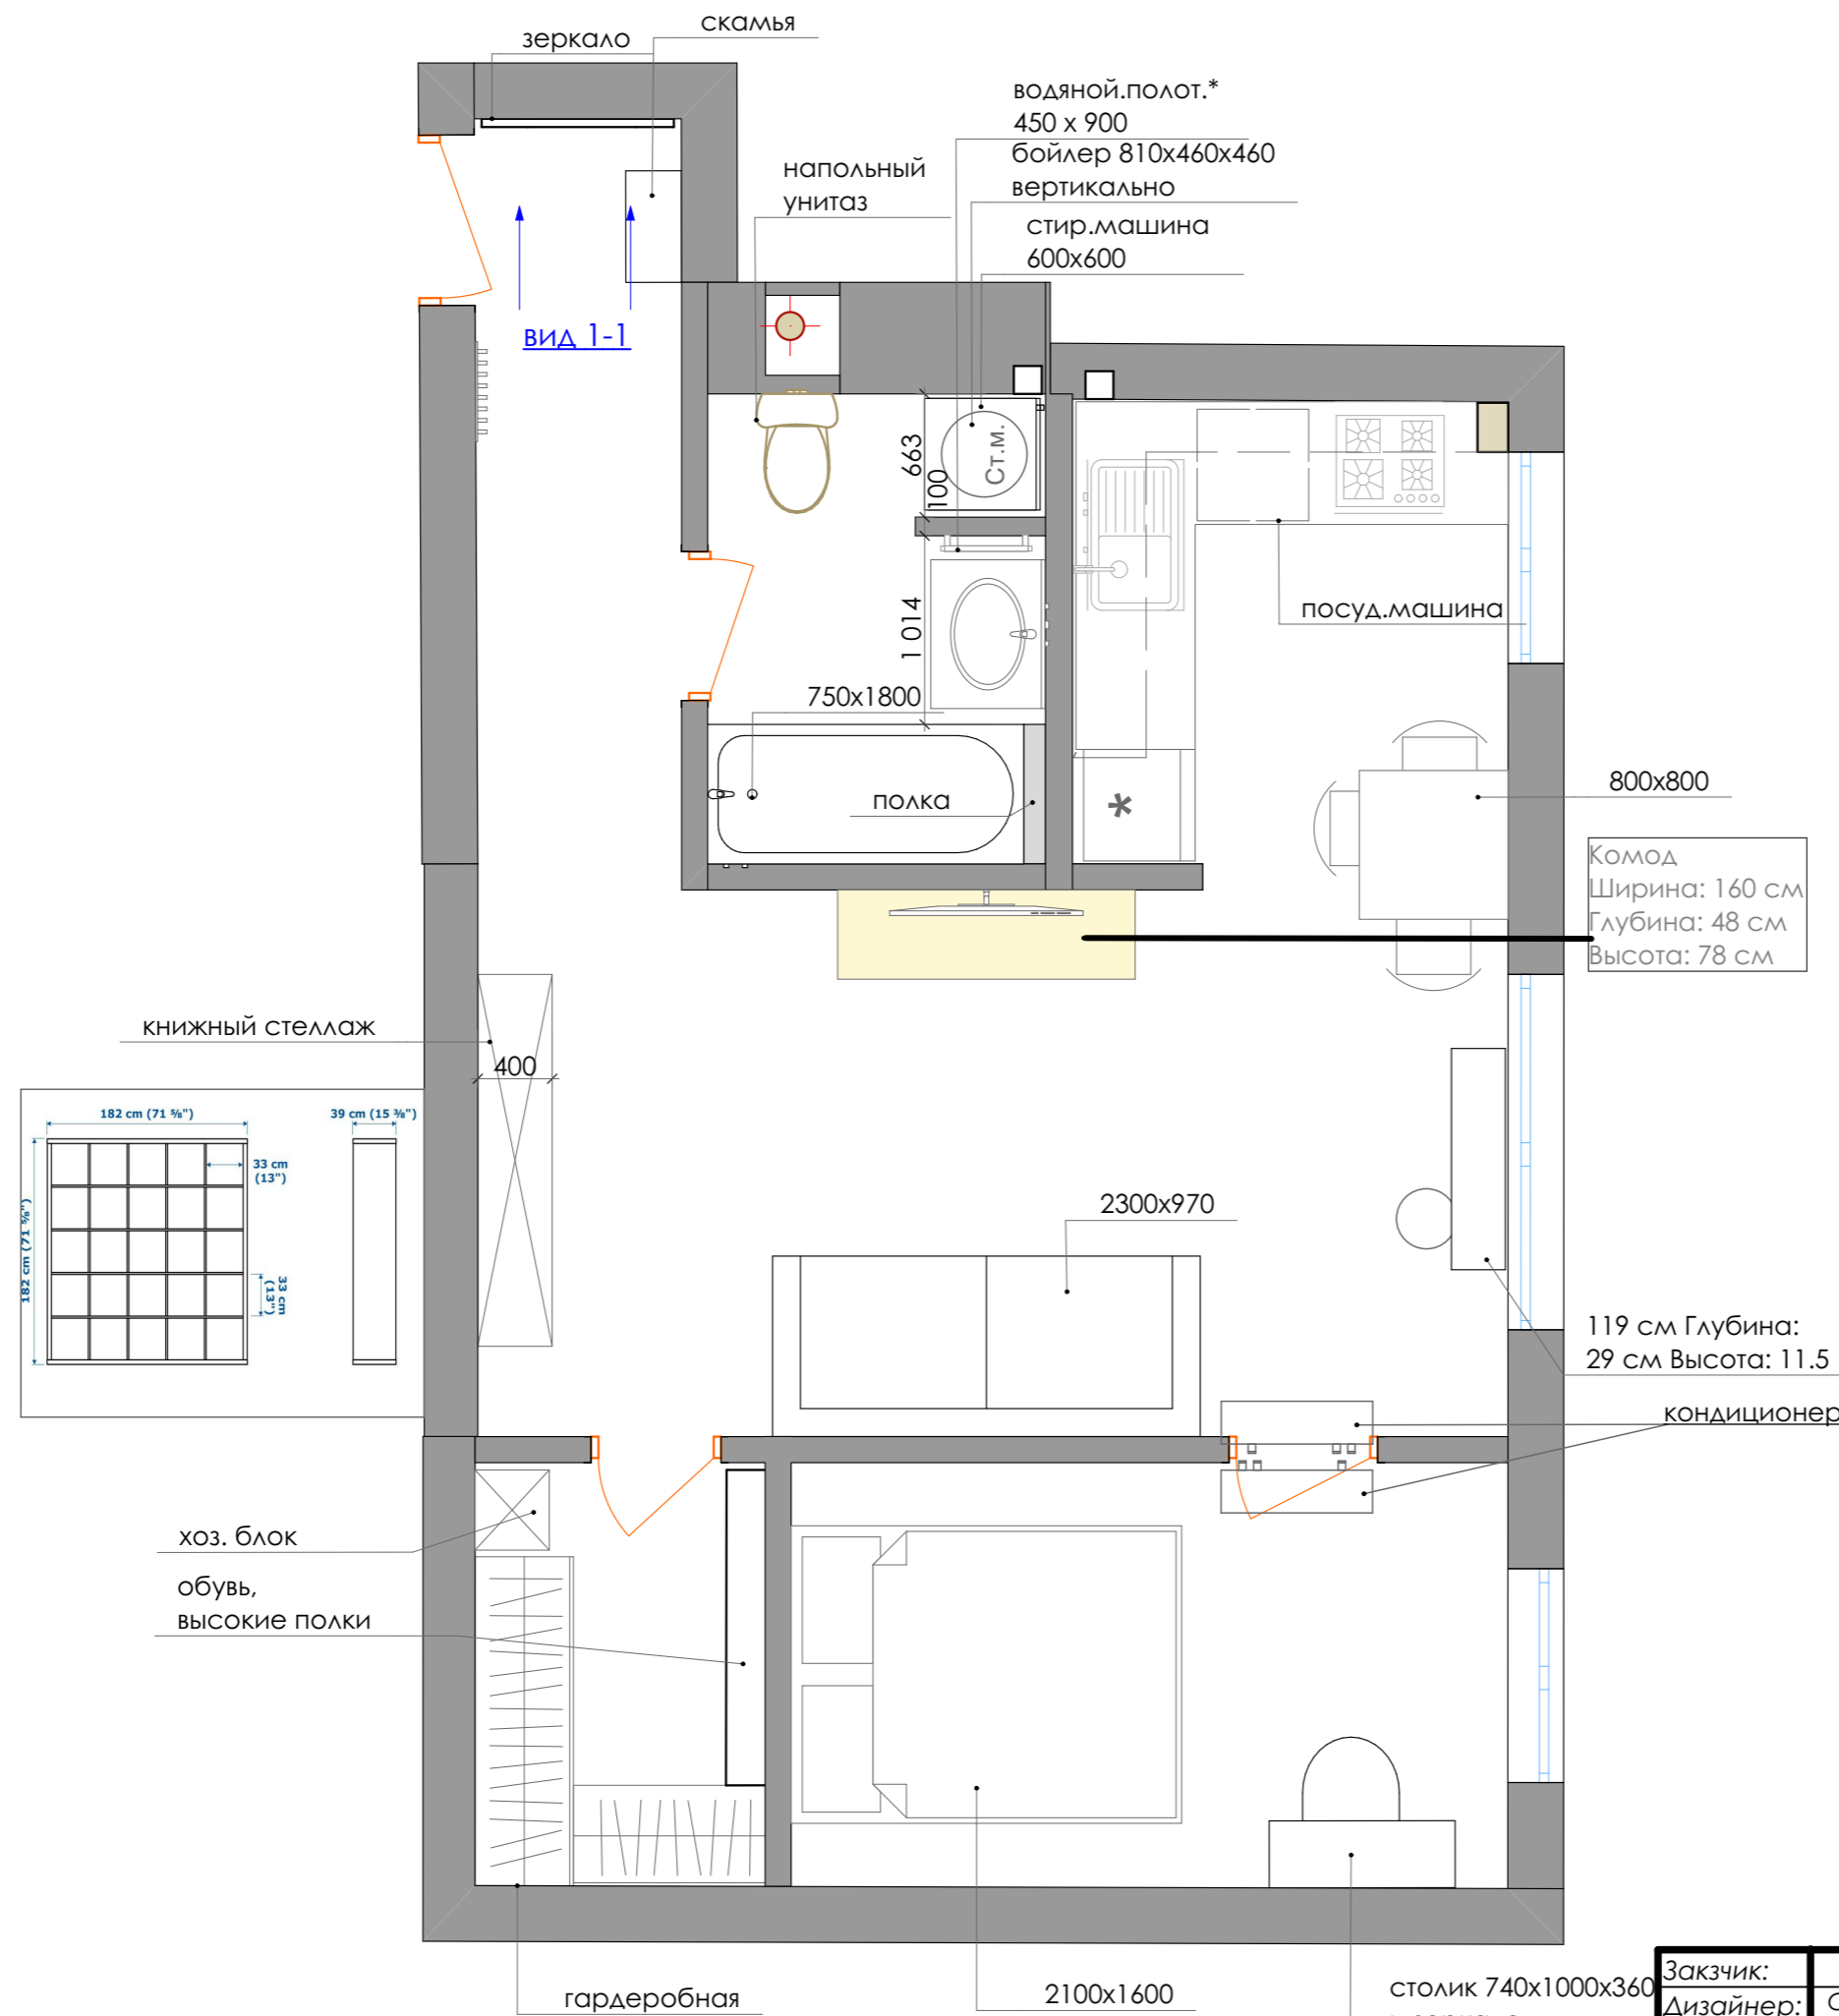 скамья
зеркало
водяной.полот.*
450 х 900
бойлер 810х460х460
вертикально
напольный
унитаз
стир.машина
600х600
вид 1-1
663
100
Ст.м.
посуд.машина
1 014
750х1800
полка
*
800х800
Комод
Ширина: 160 см
Глубина: 48 см
Высота: 78 см
книжный стеллаж
400
182 cm (71 ⅝")
39 cm (15 ⅜")
33 cm
(13")
182 cm (71 ⅝")
33 cm
(13")
2300х970
119 см Глубина:
29 см Высота: 11.5
кондиционер
хоз. блок
обувь,
высокие полки
гардеробная
2100х1600
столик 740х1000х360
Закзчик:
Дизайнер: